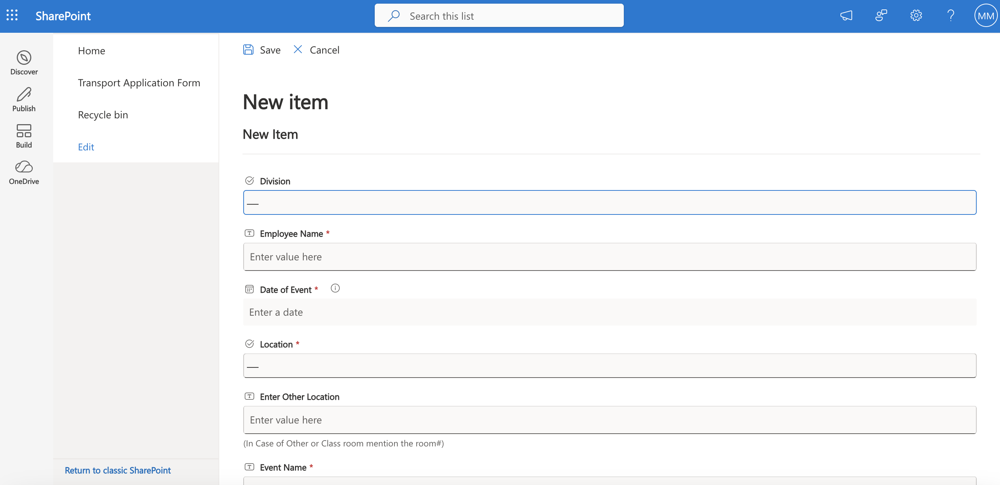 SharePoint
Search this list
MM
Discover
Publish
Build
OneDrive
Home
Transport Application Form
Recycle bin
Edit
Return to classic SharePoint
Save
Cancel
New item
New Item
Division
—
Employee Name *
Enter value here
Date of Event *
Enter a date
Location *
—
Enter Other Location
Enter value here
(In Case of Other or Class room mention the room#)
Event Name *